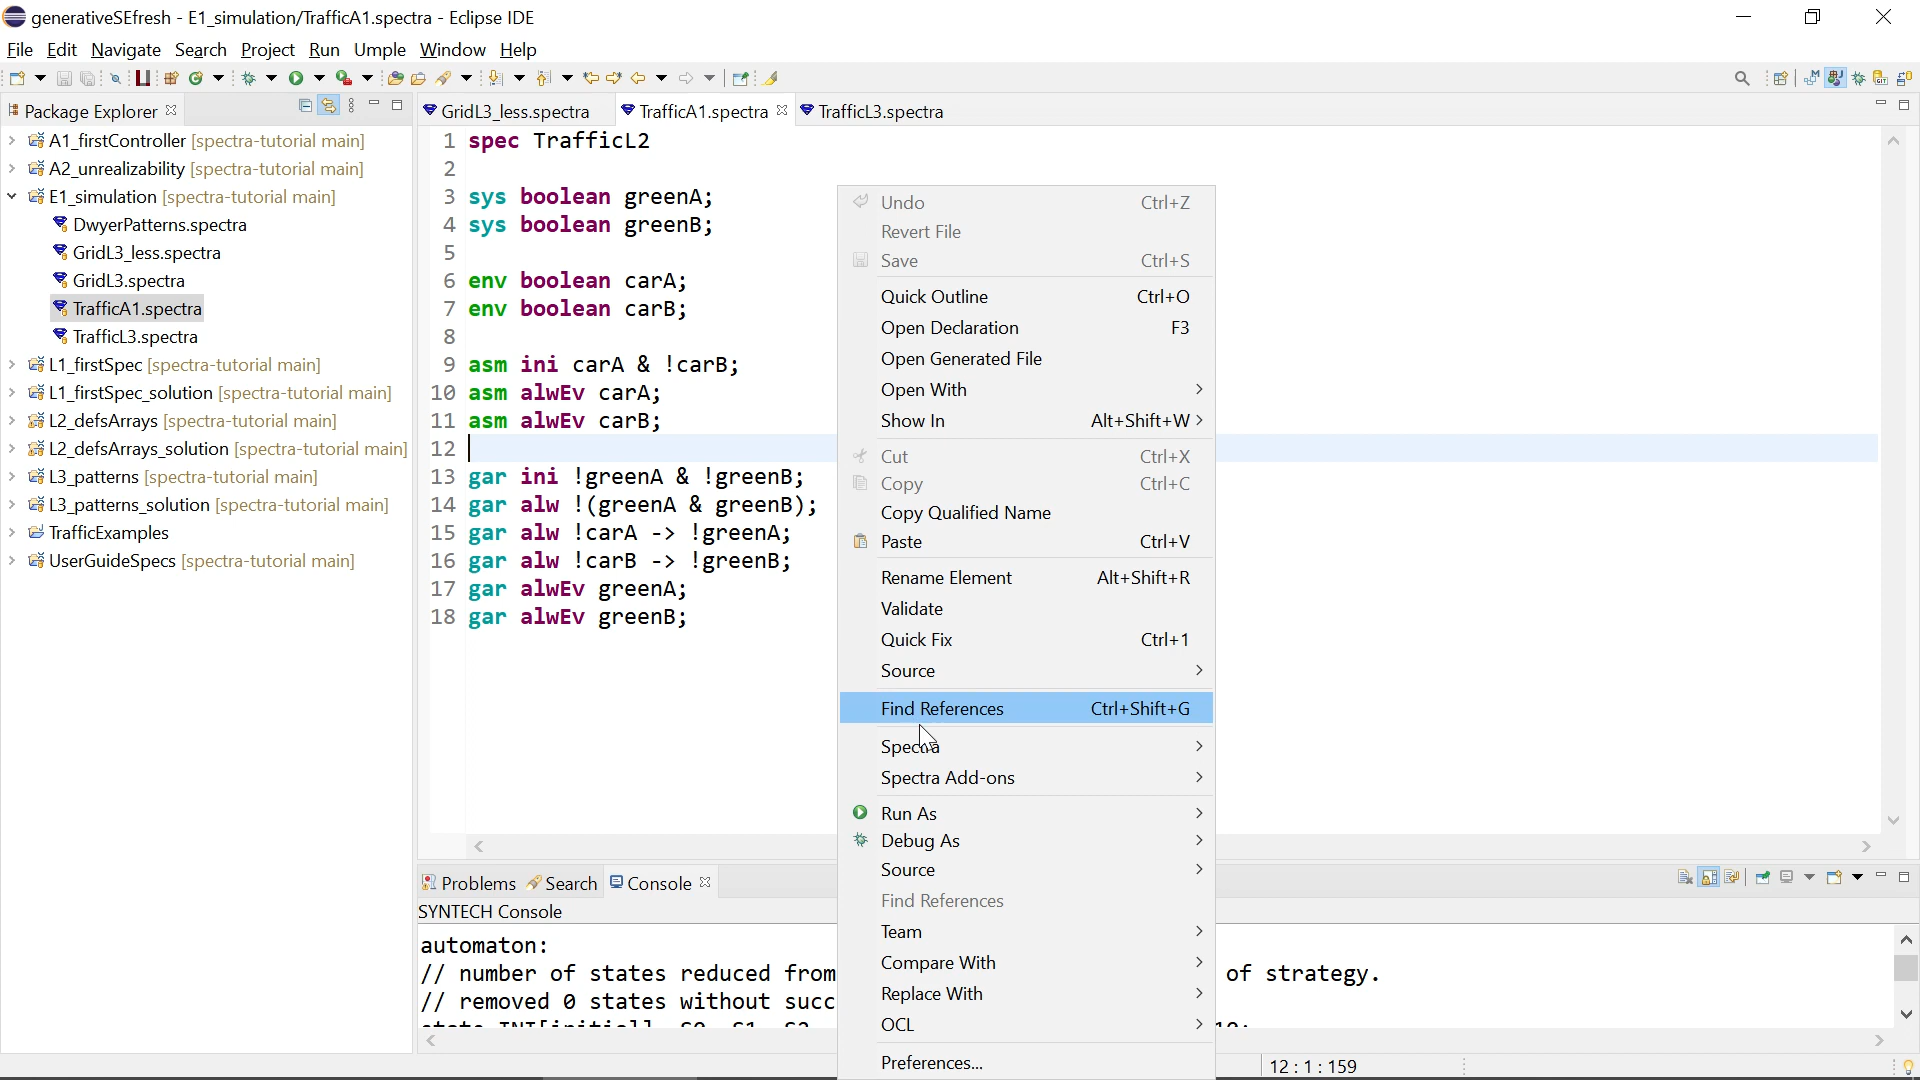 generativeSEfresh - E1_simulation/TrafficA1.spectra - Eclipse IDE
File Edit Navigate Search Project Run Umple Window Help
Package Explorer
A1_firstController [spectra-tutorial main]
A2_unrealizability [spectra-tutorial main]
E1_simulation [spectra-tutorial main]
DwyerPatterns.spectra
GridL3_less.spectra
GridL3.spectra
TrafficA1.spectra
TrafficL3.spectra
L1_firstSpec [spectra-tutorial main]
L1_firstSpec_solution [spectra-tutorial main]
L2_defsArrays [spectra-tutorial main]
L2_defsArrays_solution [spectra-tutorial main]
L3_patterns [spectra-tutorial main]
L3_patterns_solution [spectra-tutorial main]
TrafficExamples
UserGuideSpecs [spectra-tutorial main]
GridL3_less.spectra TrafficA1.spectra TrafficL3.spectra
1 spec TrafficL2
2
3 sys boolean greenA;
4 sys boolean greenB;
5
6 env boolean carA;
7 env boolean carB;
8
9 asm ini carA & !carB;
10 asm alwEv carA;
11 asm alwEv carB;
12
13 gar ini !greenA & !greenB;
14 gar alw !(greenA & greenB);
15 gar alw !carA -> !greenA;
16 gar alw !carB -> !greenB;
17 gar alwEv greenA;
18 gar alwEv greenB;
Undo Ctrl+Z
Revert File
Save Ctrl+S
Quick Outline Ctrl+O
Open Declaration F3
Open Generated File
Open With >
Show In Alt+Shift+W >
Cut Ctrl+X
Copy Ctrl+C
Copy Qualified Name
Paste Ctrl+V
Rename Element Alt+Shift+R
Validate
Quick Fix Ctrl+1
Source >
Find References Ctrl+Shift+G
Spectra >
Spectra Add-ons >
Run As >
Debug As >
Source >
Find References
Team >
Compare With >
Replace With >
OCL >
Preferences...
Problems Search Console
SYNTECH Console
automaton:
// number of states reduced from of strategy.
// removed 0 states without succ
12 : 1 : 159